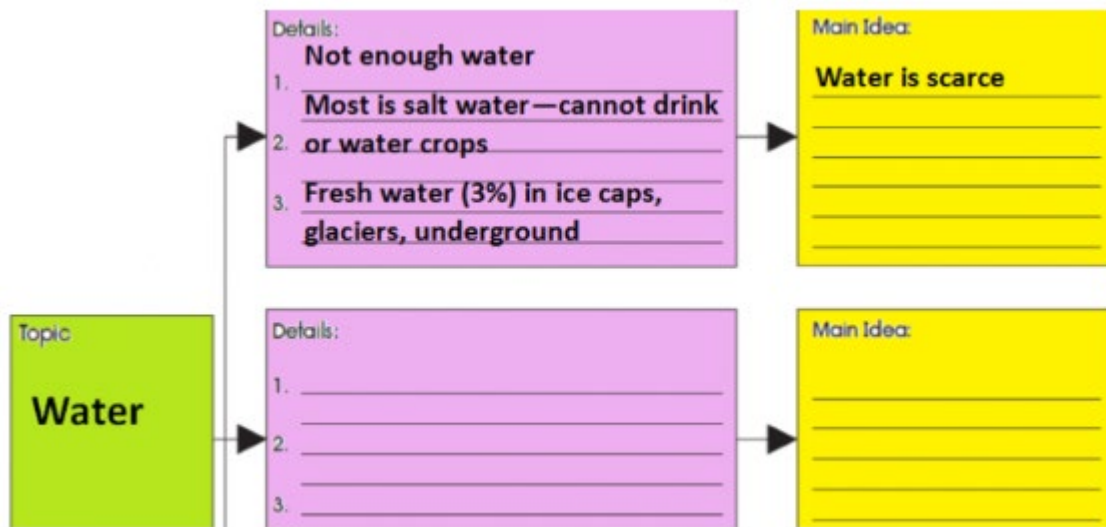 Details:
Not enough water
1.
Most is salt water—cannot drink
2. or water crops
3. Fresh water (3%) in ice caps,
glaciers, underground
Main Idea:
Water is scarce
Topic
Water
Details:
1.
2.
3.
Main Idea: